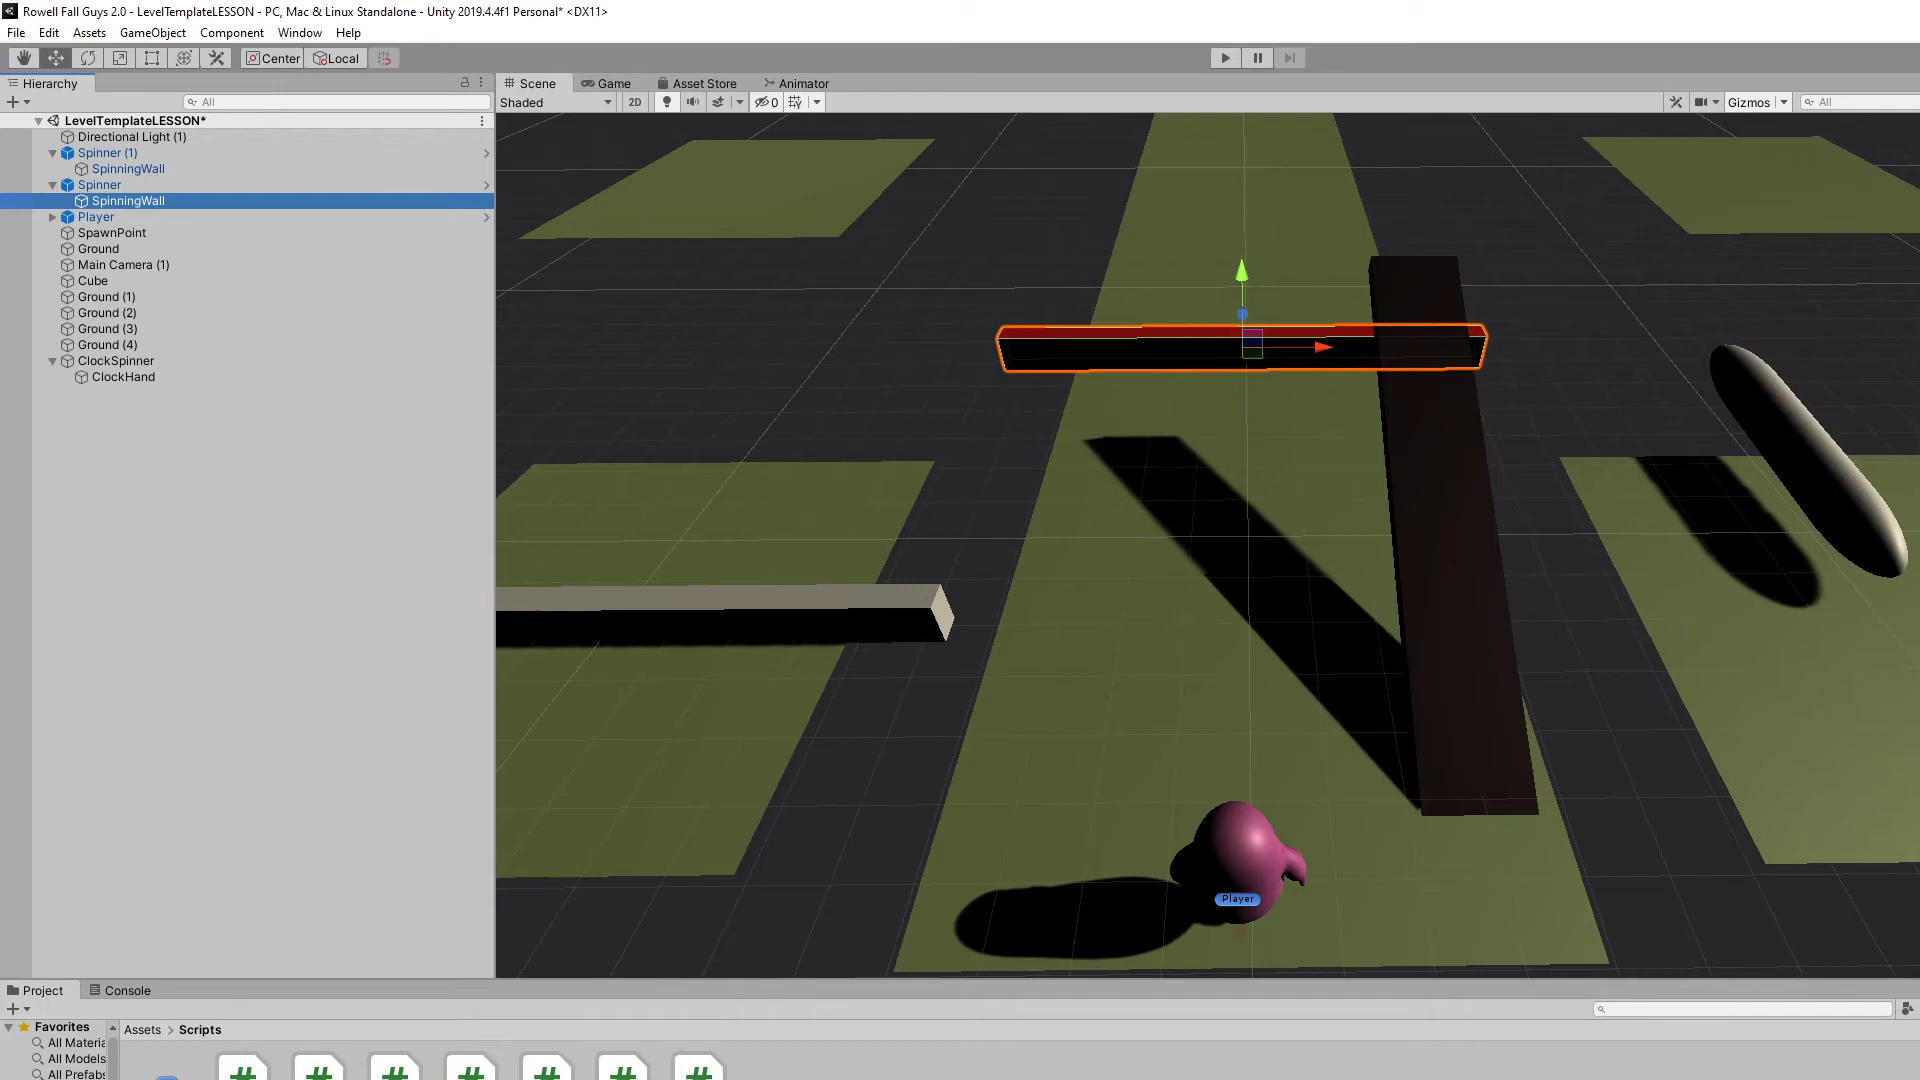 Rowell Fall Guys 2.0 - LevelTemplateLESSON - PC, Mac & Linux Standalone - Unity 2019.4.4f1 Personal* <DX11>
File Edit Assets GameObject Component Window Help
Center Local
Hierarchy
All
LevelTemplateLESSON*
Directional Light (1)
Spinner (1)
SpinningWall
Spinner
SpinningWall
Player
SpawnPoint
Ground
Main Camera (1)
Cube
Ground (1)
Ground (2)
Ground (3)
Ground (4)
ClockSpinner
ClockHand
Scene Game Asset Store Animator
Shaded 2D 0 Gizmos All
Player
Project Console
Favorites
All Materia
All Models
All Prefabs
Assets > Scripts
# # # # # # #